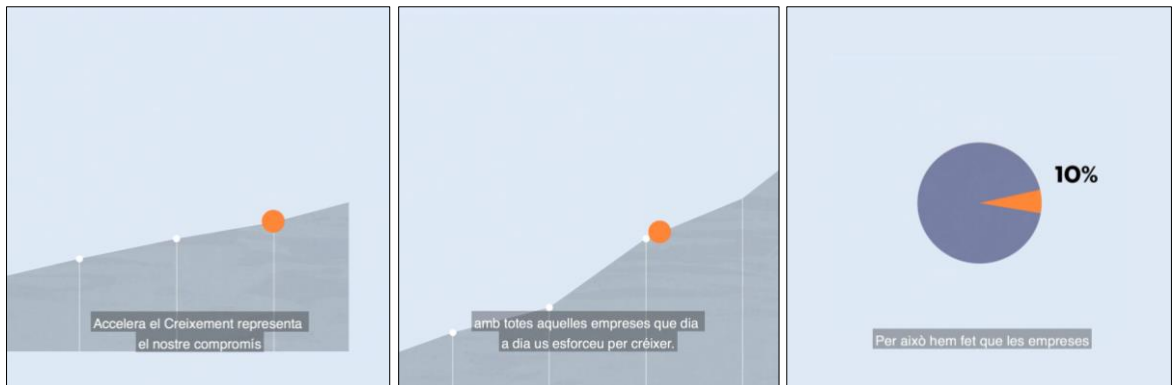 Accelera el Creixement representa
el nostre compromís
amb totes aquelles empreses que dia
a dia us esforceu per créixer.
10%
Per això hem fet que les empreses